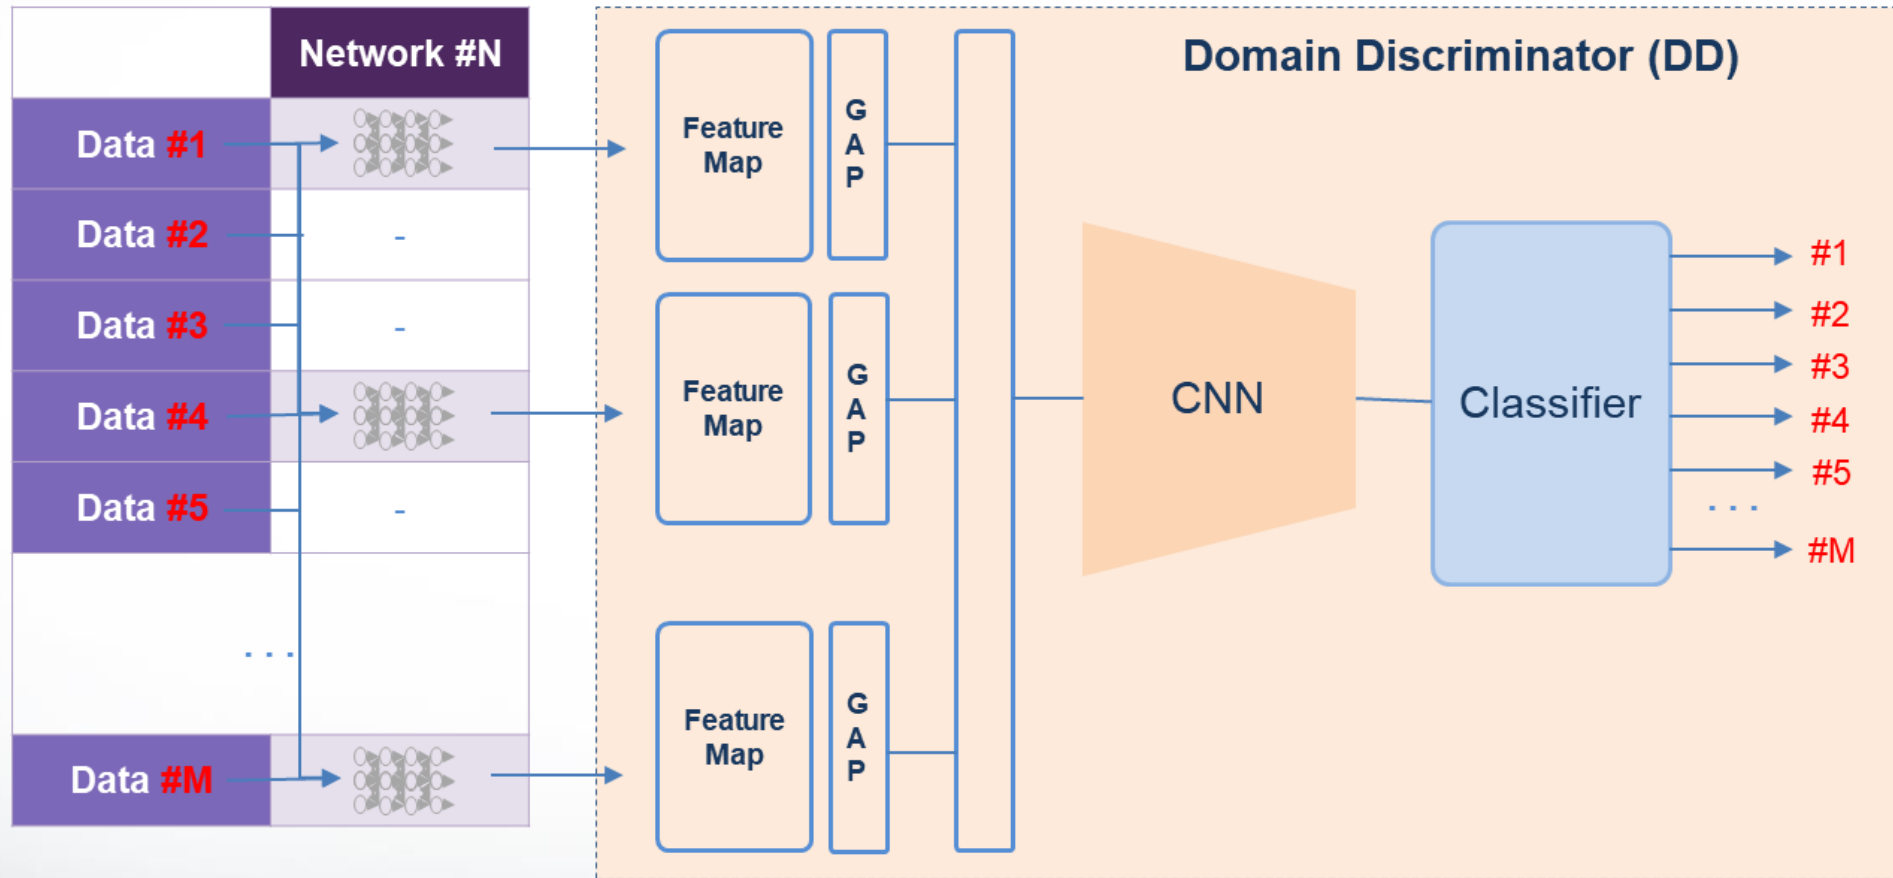 Network #N
Data #1
Data #2
-
Data #3
-
Data #4
Data #5
-
. . .
Data #M
Domain Discriminator (DD)
Feature
Map
G
A
P
Feature
Map
G
A
P
Feature
Map
G
A
P
CNN
Classifier
#1
#2
#3
#4
#5
. . .
#M